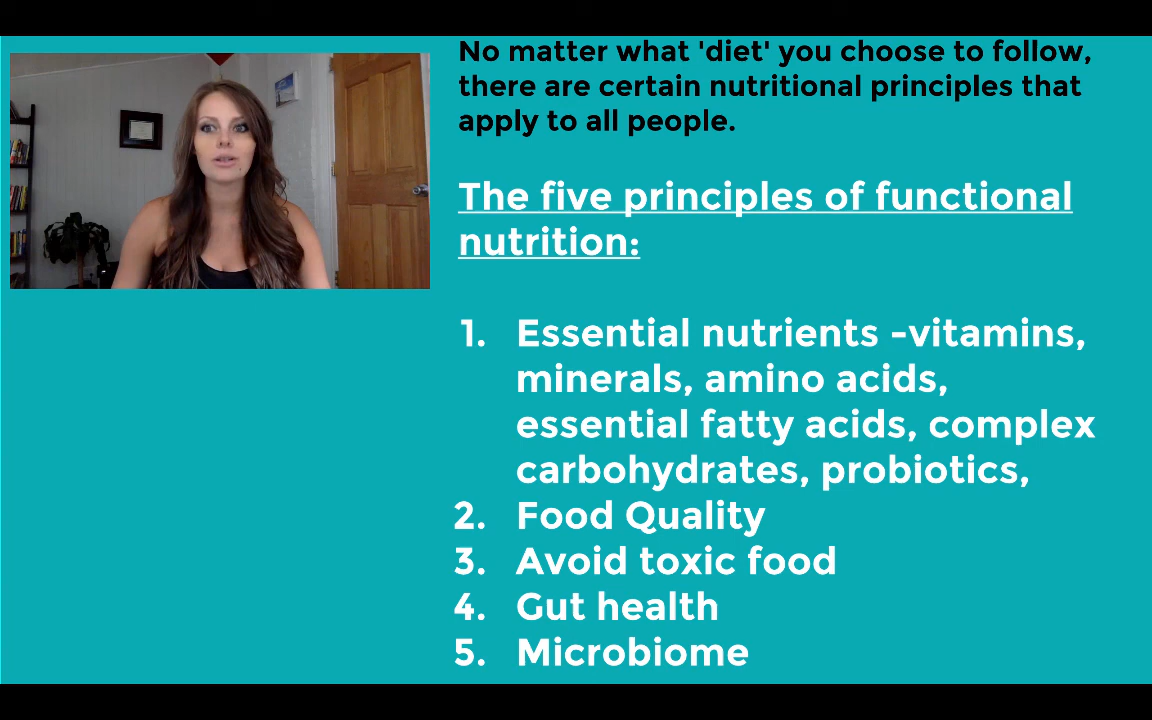 No matter what 'diet' you choose to follow,
there are certain nutritional principles that
apply to all people.
The five principles of functional
nutrition:
1. Essential nutrients -vitamins,
minerals, amino acids,
essential fatty acids, complex
carbohydrates, probiotics,
2. Food Quality
3. Avoid toxic food
4. Gut health
5. Microbiome